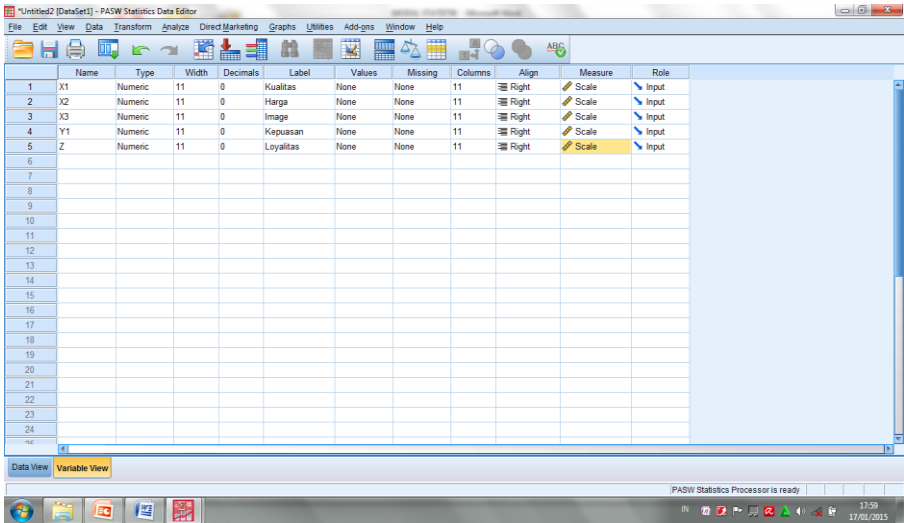 *Untitled2 [DataSet1] - PASW Statistics Data Editor
File Edit View Data Transform Analyze Direct Marketing Graphs Utilities Add-ons Window Help
ABC
Name Type Width Decimals Label Values Missing Columns Align Measure Role
1 X1 Numeric 11 0 Kualitas None None 11 Right Scale Input
2 X2 Numeric 11 0 Harga None None 11 Right Scale Input
3 X3 Numeric 11 0 Image None None 11 Right Scale Input
4 Y1 Numeric 11 0 Kepuasan None None 11 Right Scale Input
5 Z Numeric 11 0 Loyalitas None None 11 Right Scale Input
6
7
8
9
10
11
12
13
14
15
16
17
18
19
20
21
22
23
24
Data View Variable View
PASW Statistics Processor is ready
IN 17:59
17/01/2015